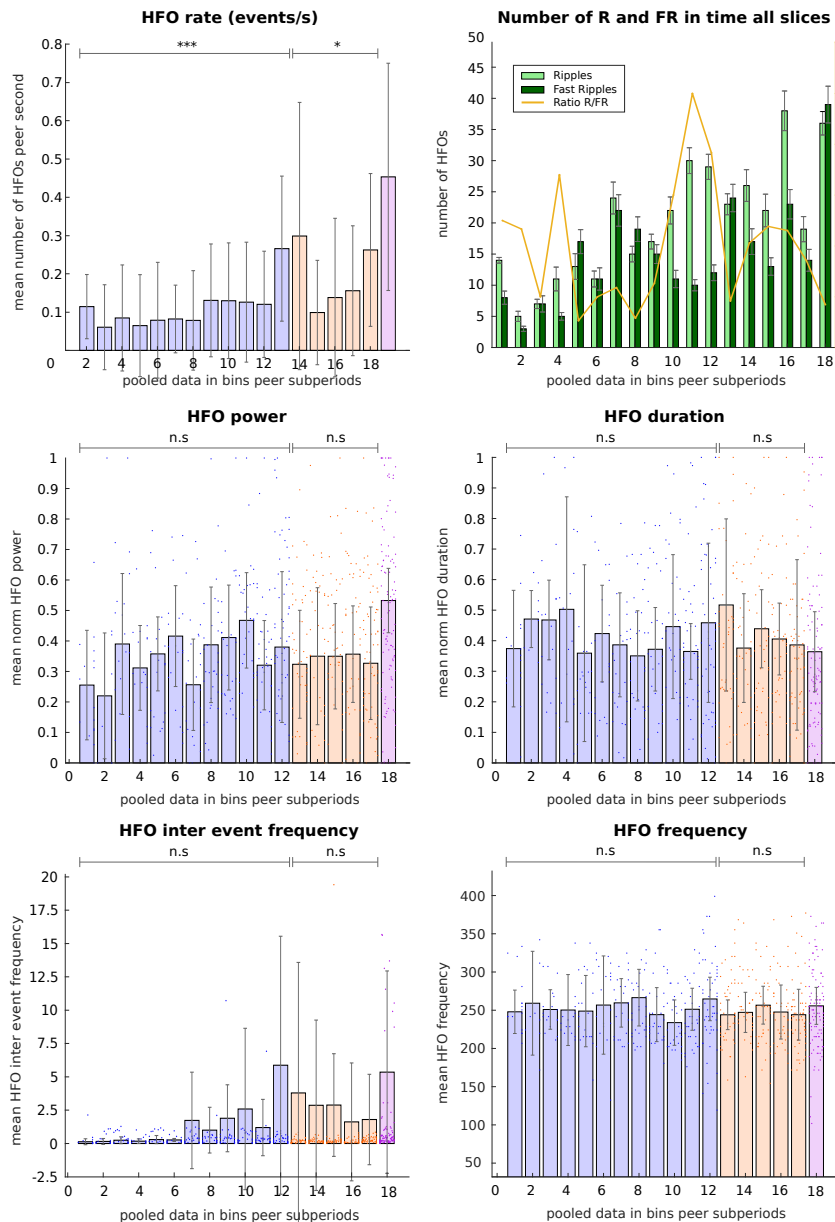 HFO rate (events/s)
*** *
mean number of HFOs peer second
0.8
0.7
0.6
0.5
0.4
0.3
0.2
0.1
0
2 4 6 8 10 12 14 16 18
pooled data in bins peer subperiods
Number of R and FR in time all slices
number of HFOs
50
45
40
35
30
25
20
15
10
5
0
Ripples
Fast Ripples
Ratio R/FR
0 2 4 6 8 10 12 14 16 18
pooled data in bins peer subperiods
HFO power
n.s n.s
mean norm HFO power
1
0.9
0.8
0.7
0.6
0.5
0.4
0.3
0.2
0.1
0
0 2 4 6 8 10 12 14 16 18
pooled data in bins peer subperiods
HFO duration
n.s n.s
mean norm HFO duration
1
0.9
0.8
0.7
0.6
0.5
0.4
0.3
0.2
0.1
0
0 2 4 6 8 10 12 14 16 18
pooled data in bins peer subperiods
HFO inter event frequency
n.s n.s
mean HFO inter event frequency
20
17.5
15
12.5
10
7.5
5
2.5
0
-2.5
0 2 4 6 8 10 12 14 16 18
pooled data in bins peer subperiods
HFO frequency
n.s n.s
mean HFO frequency
400
350
300
250
200
150
100
50
0 2 4 6 8 10 12 14 16 18
pooled data in bins peer subperiods